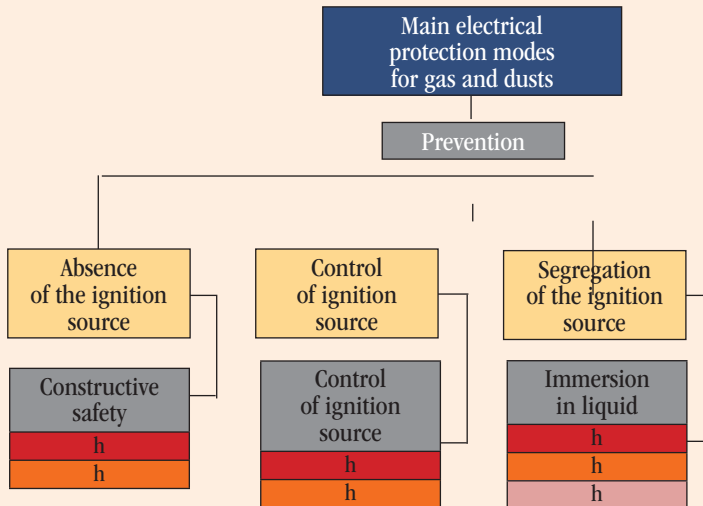 Main electrical
protection modes
for gas and dusts
Prevention
Absence
of the ignition
source
Control
of ignition
source
Segregation
of the ignition
source
Constructive
safety
h
h
Control
of ignition
source
h
h
Immersion
in liquid
h
h
h